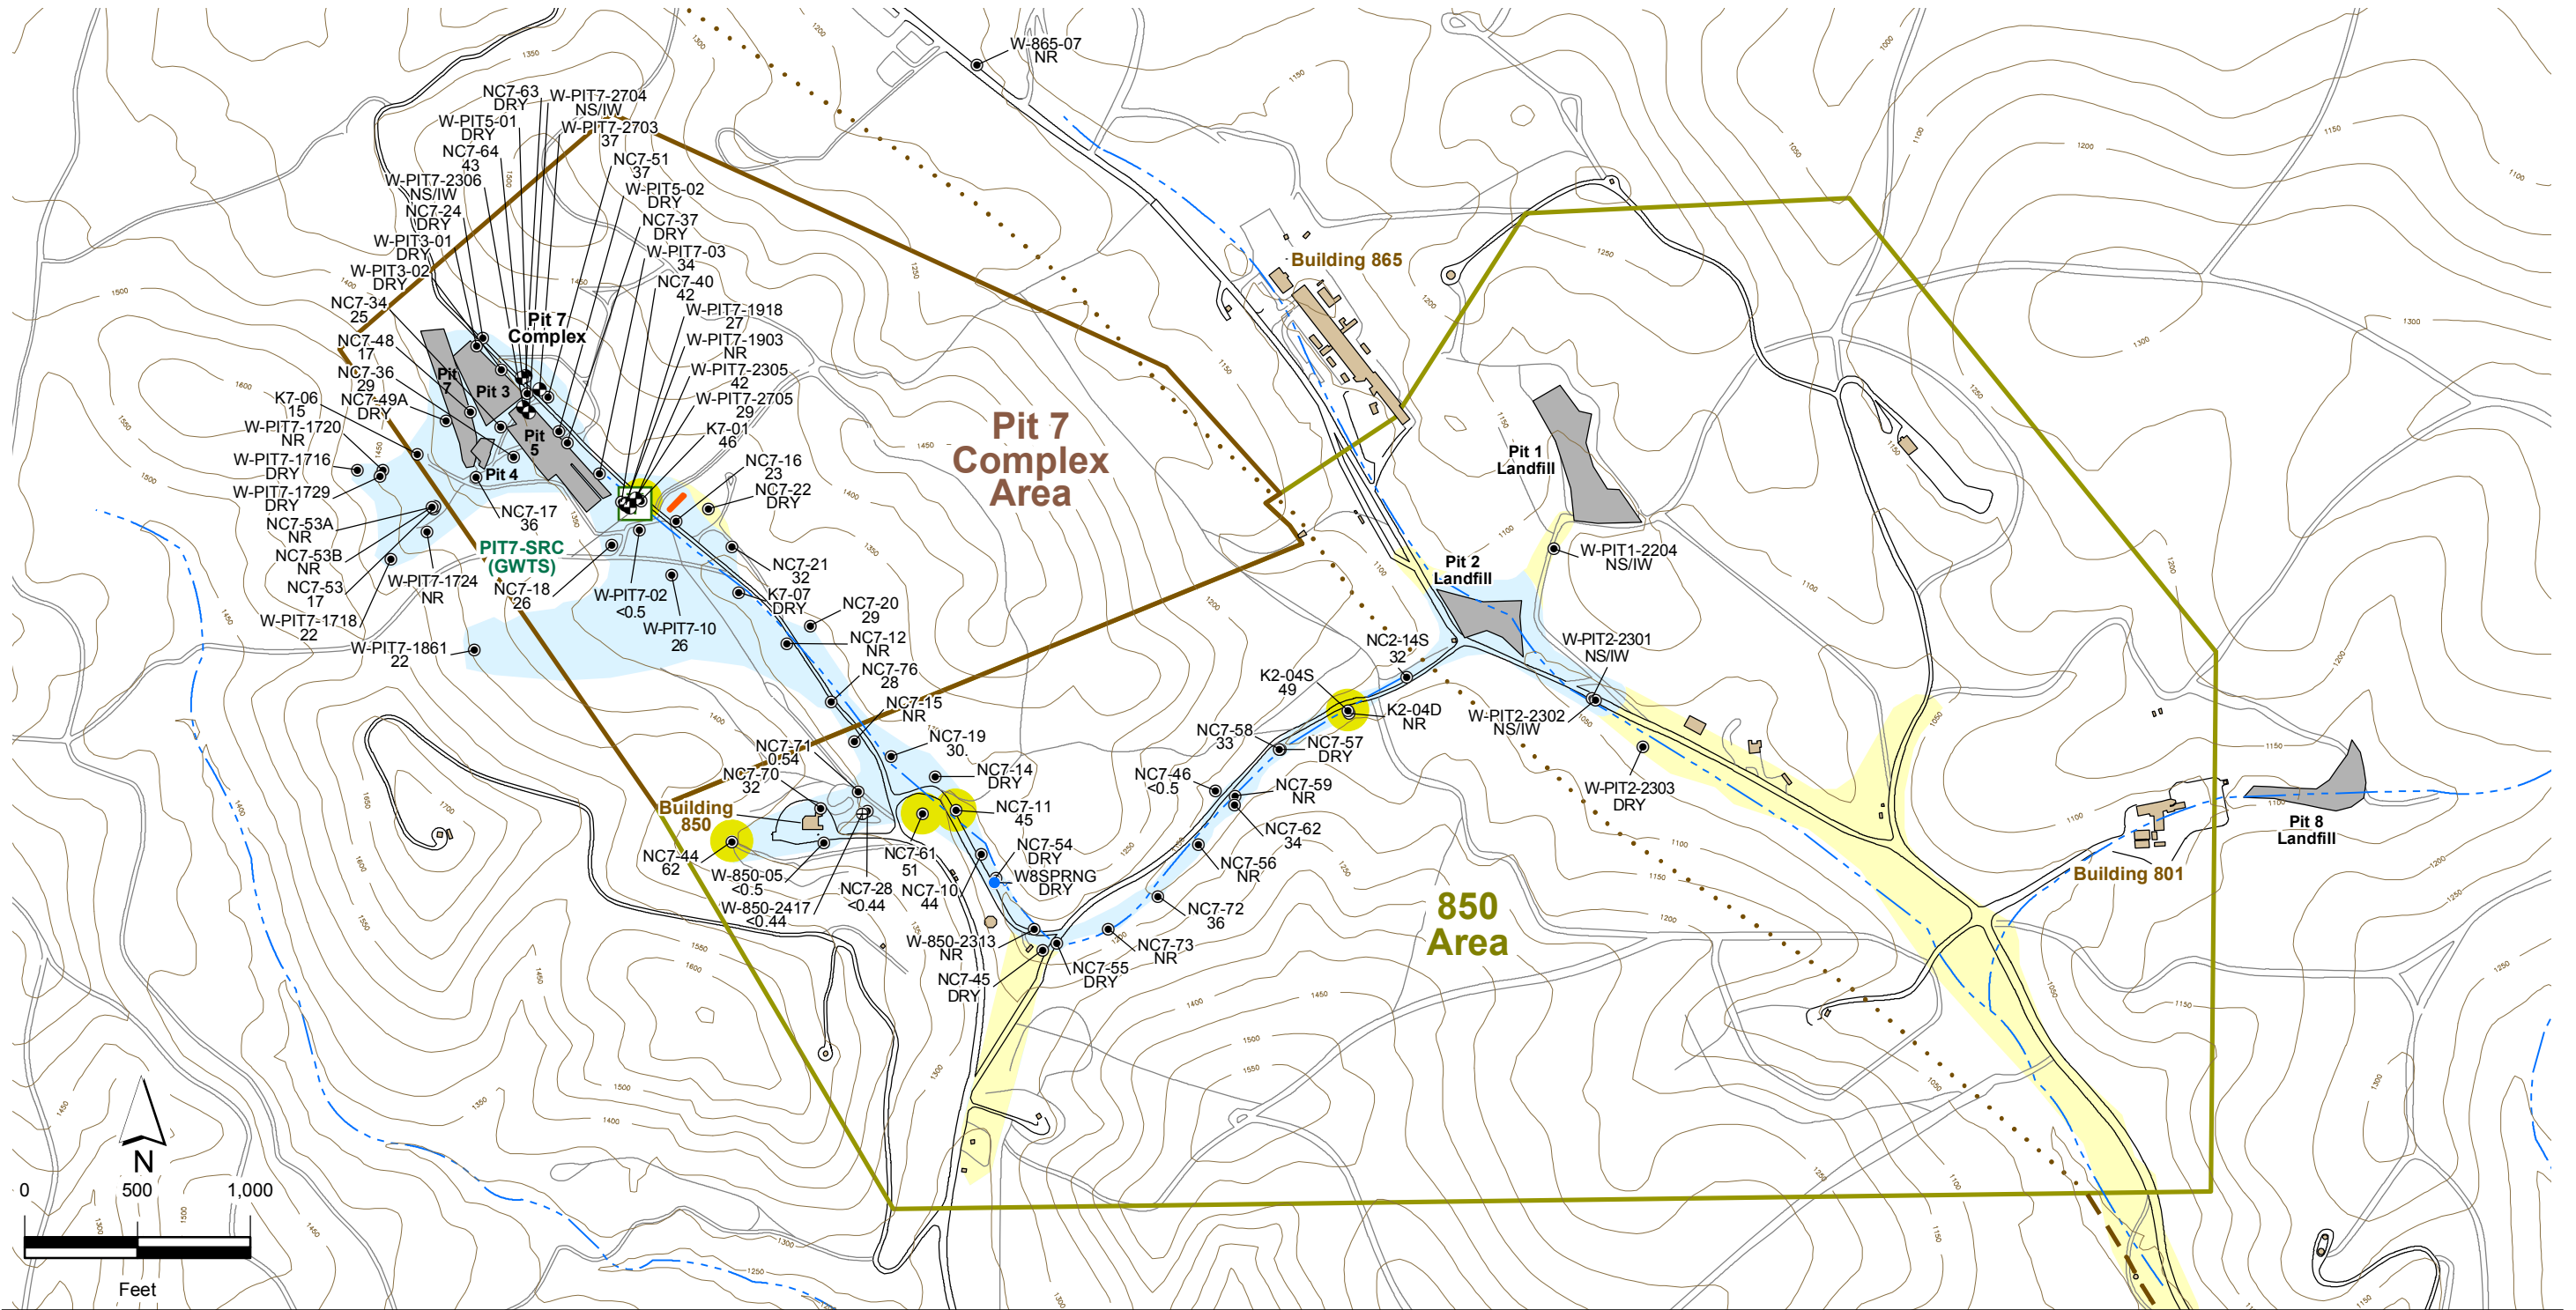 W-865-07
NR
NC7-63
DRY
W-PIT7-2704
NS/IW
W-PIT5-01
DRY
W-PIT7-2703
37
NC7-64
43
NC7-51
37
W-PIT7-2306
NS/IW
W-PIT5-02
DRY
NC7-24
DRY
NC7-37
DRY
W-PIT3-01
DRY
W-PIT7-03
34
W-PIT3-02
DRY
NC7-40
42
NC7-34
25
W-PIT7-1918
27
Pit 7
Complex
NC7-48
17
W-PIT7-1903
NR
NC7-36
29
W-PIT7-2305
42
K7-06
15
NC7-49A
DRY
W-PIT7-2705
29
W-PIT7-1720
NR
K7-01
46
W-PIT7-1716
DRY
NC7-16
23
W-PIT7-1729
DRY
NC7-22
DRY
NC7-53A
NR
NC7-17
36
NC7-53B
NR
PIT7-SRC
(GWTS)
NC7-53
17
W-PIT7-1724
NR
NC7-18
26
W-PIT7-02
<0.5
NC7-21
32
K7-07
DRY
W-PIT7-1718
22
W-PIT7-10
26
NC7-20
29
W-PIT7-1861
22
NC7-12
NR
NC7-76
28
NC7-15
NR
Pit
7
Pit 3
Pit
5
Pit 4
Pit 7
Complex
Area
Building 865
Pit 1
Landfill
W-PIT1-2204
NS/IW
Pit 2
Landfill
NC2-14S
32
W-PIT2-2301
NS/IW
K2-04S
49
K2-04D
NR
W-PIT2-2302
NS/IW
NC7-58
33
NC7-57
DRY
NC7-71
0.54
NC7-19
30
NC7-70
32
NC7-14
DRY
NC7-46
<0.5
NC7-59
NR
W-PIT2-2303
DRY
Building
850
NC7-11
45
NC7-62
34
NC7-44
62
NC7-61
51
NC7-54
DRY
W8SPRNG
DRY
NC7-56
NR
W-850-05
<0.5
NC7-28
<0.44
NC7-10
44
W-850-2417
<0.44
NC7-72
36
850
Area
W-850-2313
NR
NC7-73
NR
NC7-45
DRY
NC7-55
DRY
Pit 8
Landfill
Building 801
N
0 500 1,000
Feet